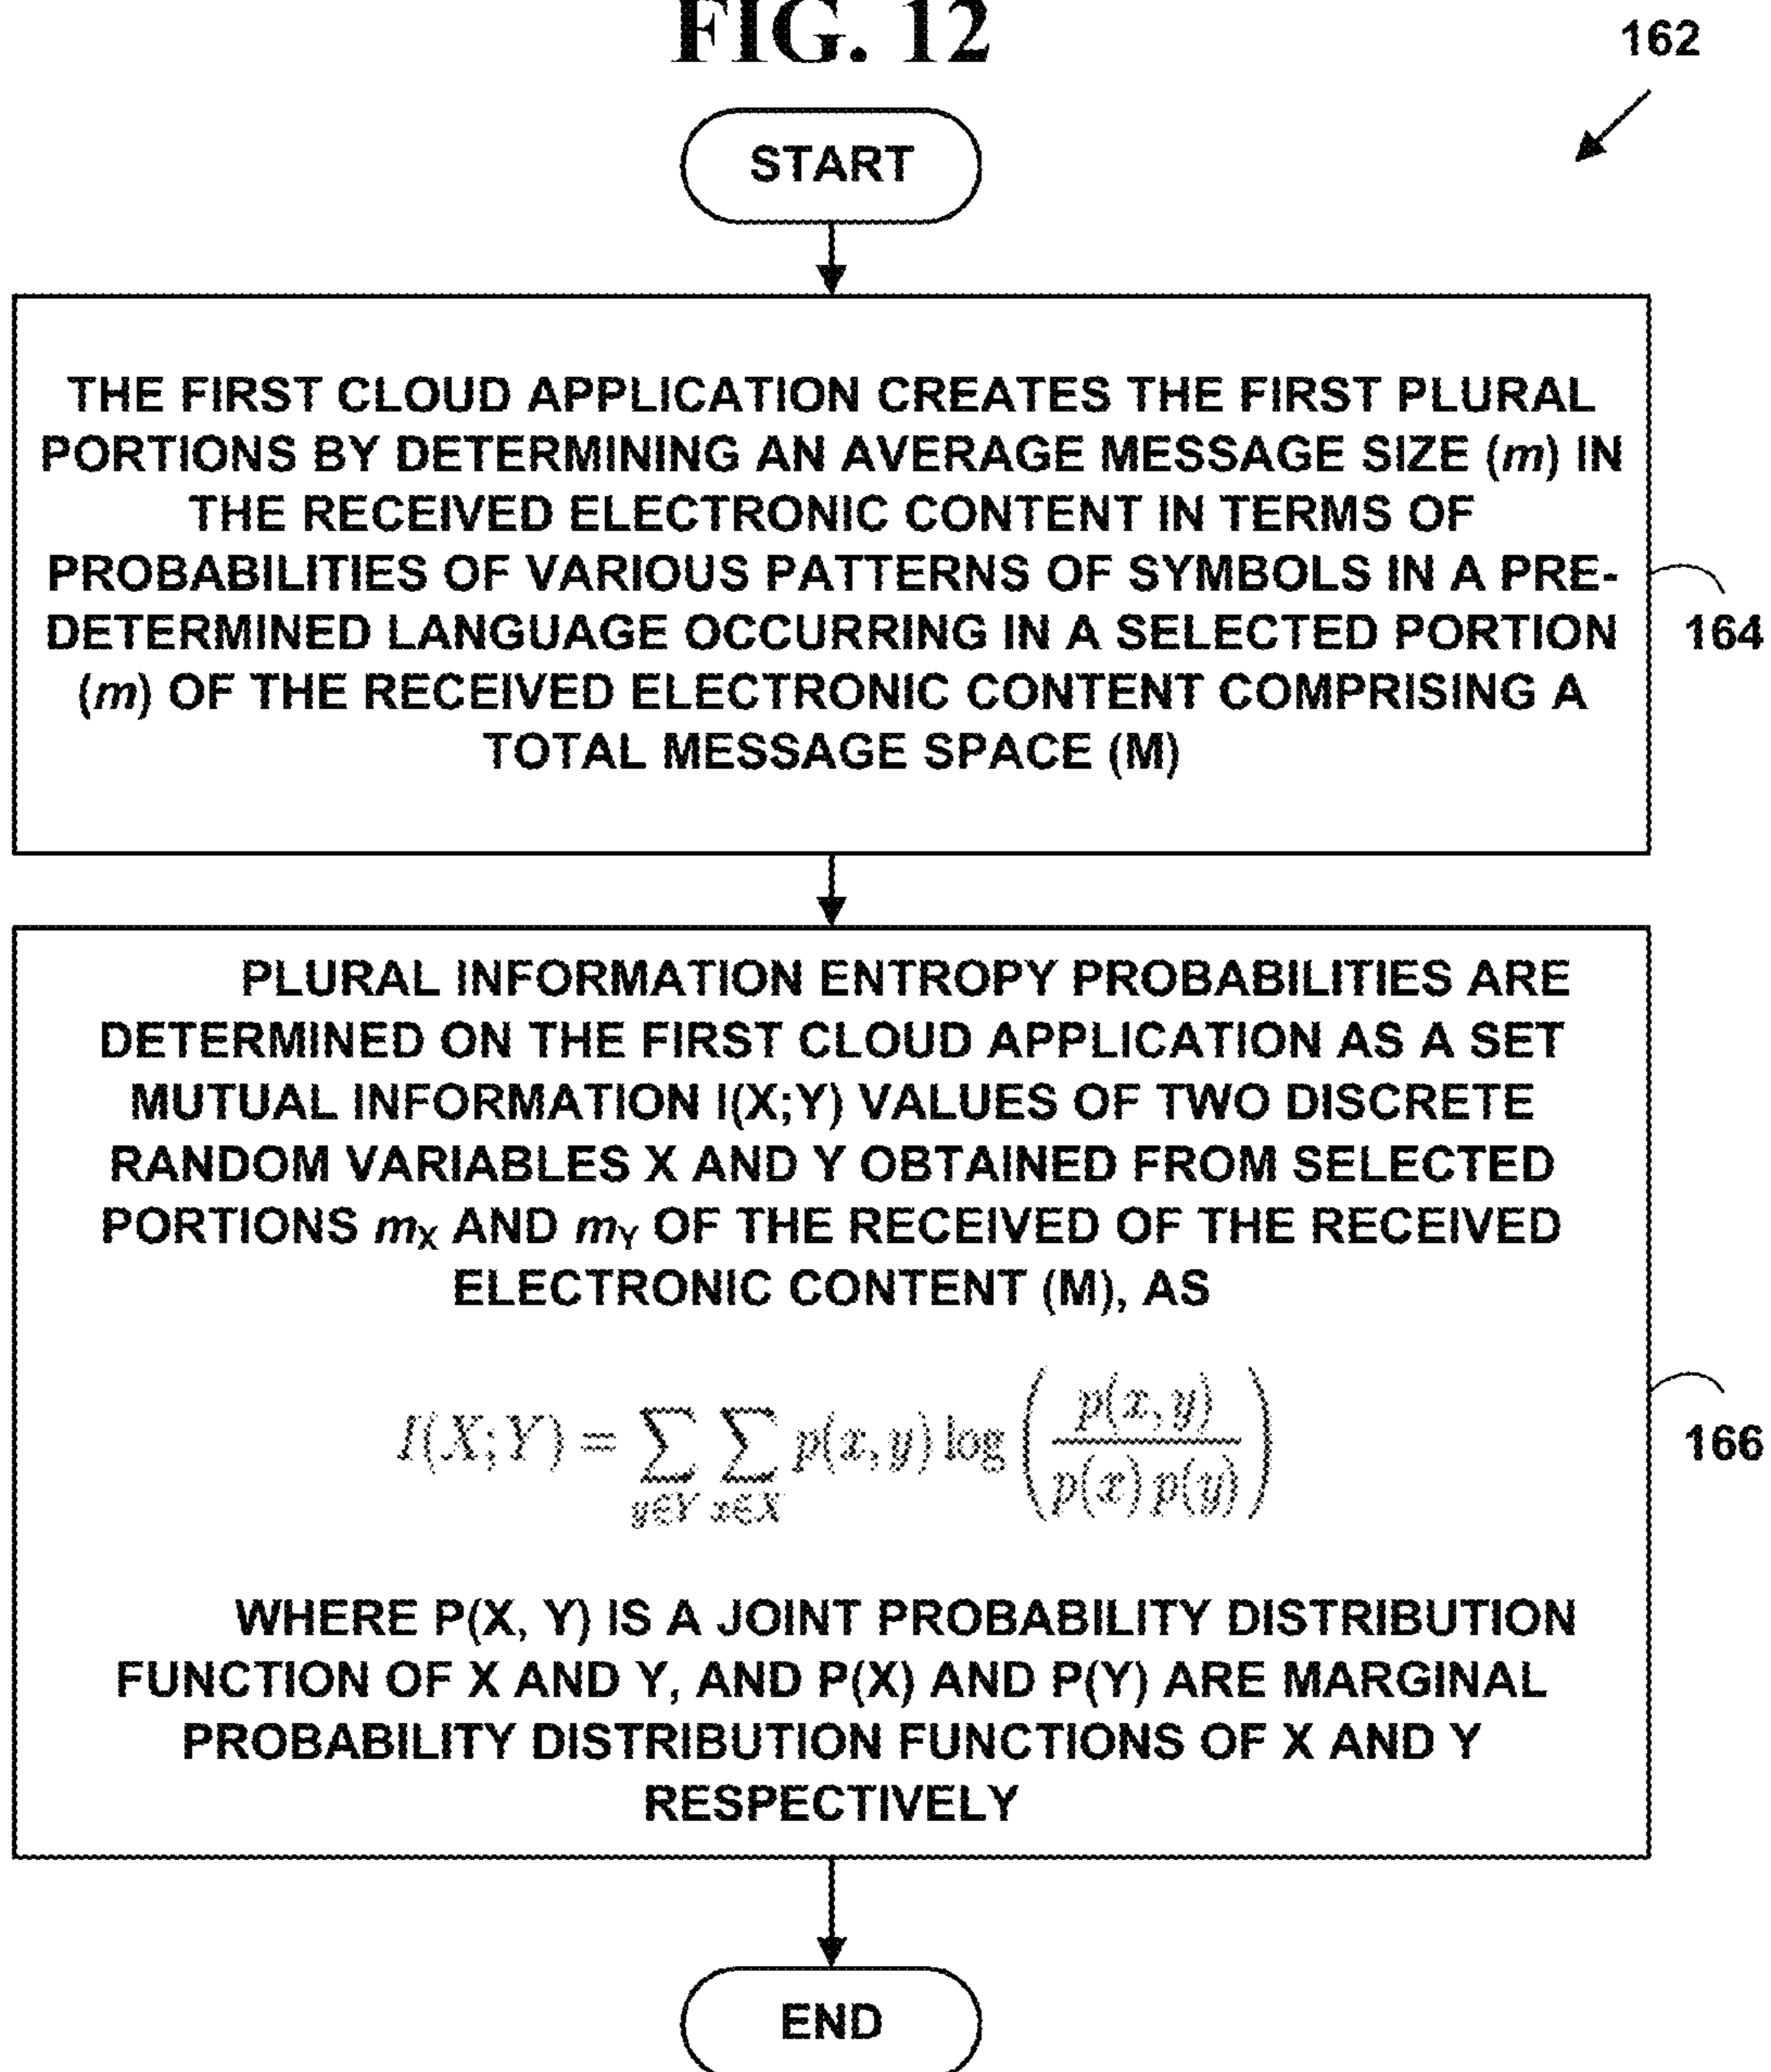 FIG. 12
162
START
THE FIRST CLOUD APPLICATION CREATES THE FIRST PLURAL
PORTIONS BY DETERMINING AN AVERAGE MESSAGE SIZE (m) IN
THE RECEIVED ELECTRONIC CONTENT IN TERMS OF
PROBABILITIES OF VARIOUS PATTERNS OF SYMBOLS IN A PRE-
DETERMINED LANGUAGE OCCURRING IN A SELECTED PORTION
(m) OF THE RECEIVED ELECTRONIC CONTENT COMPRISING A
TOTAL MESSAGE SPACE (M)
164
PLURAL INFORMATION ENTROPY PROBABILITIES ARE
DETERMINED ON THE FIRST CLOUD APPLICATION AS A SET
MUTUAL INFORMATION I(X;Y) VALUES OF TWO DISCRETE
RANDOM VARIABLES X AND Y OBTAINED FROM SELECTED
PORTIONS m_X AND m_Y OF THE RECEIVED OF THE RECEIVED
ELECTRONIC CONTENT (M), AS
I(X;Y) = ∑_{y∈Y} ∑_{x∈X} p(x,y) log ( p(x,y) / p(x) p(y) )
166
WHERE P(X, Y) IS A JOINT PROBABILITY DISTRIBUTION
FUNCTION OF X AND Y, AND P(X) AND P(Y) ARE MARGINAL
PROBABILITY DISTRIBUTION FUNCTIONS OF X AND Y
RESPECTIVELY
END